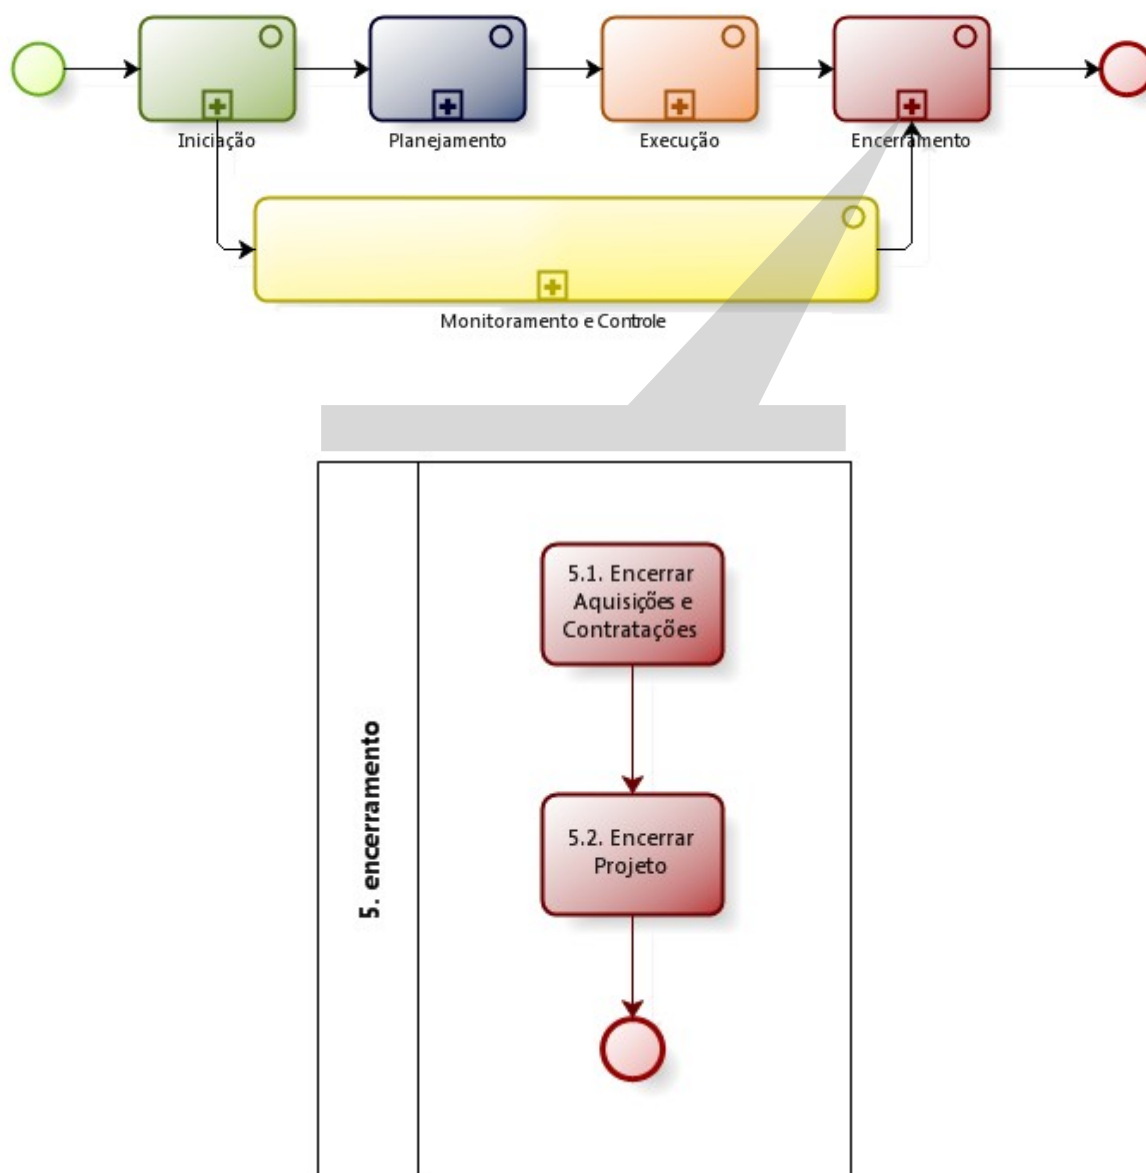 Iniciação
Planejamento
Execução
Encerramento
Monitoramento e Controle
5. encerramento
5.1. Encerrar
Aquisições e
Contratações
5.2. Encerrar
Projeto